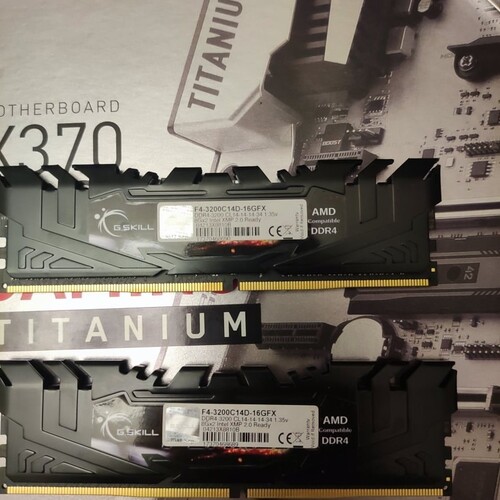 TITANIUM
OTHERBOARD
X370
BOOST
G.SKILL
F4-3200C14D-16GFX
DDR4-3200 CL14-14-14-34 1.35v
8Gx2 Intel XMP 2.0 Ready
AMD
Compatible
DDR4
TITANIUM
G.SKILL
F4-3200C14D-16GFX
DDR4-3200 CL14-14-14-34 1.35v
8Gx2 Intel XMP 2.0 Ready
AMD
Compatible
DDR4